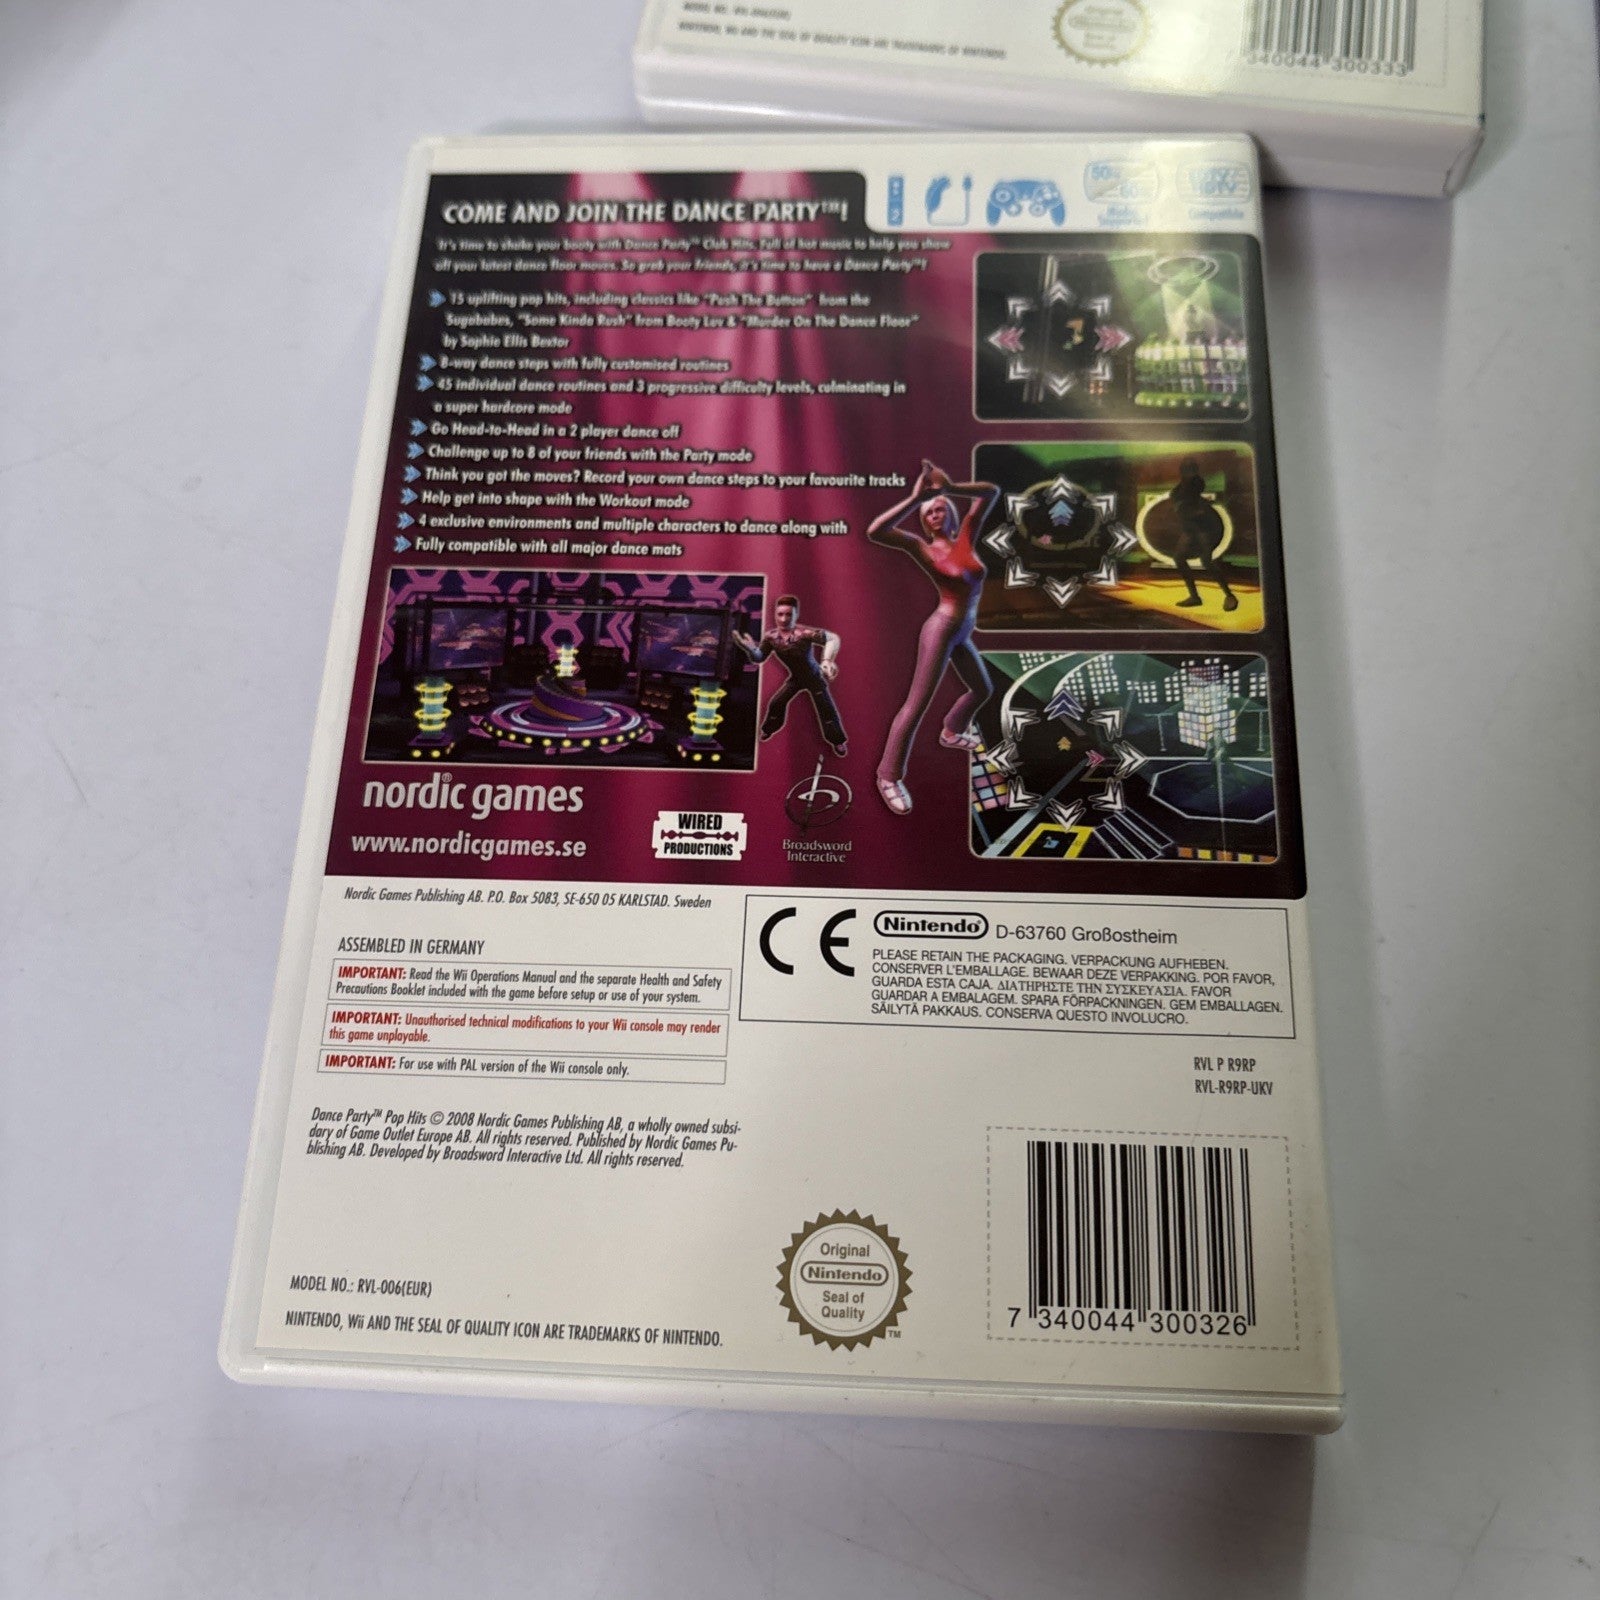 NINTENDO, Wii AND THE SEAL OF QUALITY ICON ARE TRADEMARKS OF NINTENDO.
340044 300333
COME AND JOIN THE DANCE PARTY™!
It's time to shake your booty with Dance Party™ Club Hits. Full of hot music to help you show
off your latest dance floor moves. So grab your friends, it's time to have a Dance Party™!
15 uplifting pop hits, including classics like "Push The Button" from the
Sugababes, "Some Kinda Rush" from Booty Luv & "Murder On The Dance Floor"
by Sophie Ellis Bextor
8-way dance steps with fully customised routines
45 individual dance routines and 3 progressive difficulty levels, culminating in
a super hardcore mode
Go Head-to-Head in a 2 player dance off
Challenge up to 8 of your friends with the Party mode
Think you got the moves? Record your own dance steps to your favourite tracks
Help get into shape with the Workout mode
4 exclusive environments and multiple characters to dance along with
Fully compatible with all major dance mats
nordic® games
www.nordicgames.se
WIRED
PRODUCTIONS
Broadsword
Interactive
Nordic Games Publishing AB. P.O. Box 5083, SE-650 05 KARLSTAD. Sweden
ASSEMBLED IN GERMANY
IMPORTANT: Read the Wii Operations Manual and the separate Health and Safety
Precautions Booklet included with the game before setup or use of your system.
IMPORTANT: Unauthorised technical modifications to your Wii console may render
this game unplayable.
IMPORTANT: For use with PAL version of the Wii console only.
CE
Nintendo® D-63760 Großostheim
PLEASE RETAIN THE PACKAGING. VERPACKUNG AUFHEBEN.
CONSERVER L'EMBALLAGE. BEWAAR DEZE VERPAKKING. POR FAVOR,
GUARDA ESTA CAJA. ΔΙΑΤΗΡΗΣΤΕ ΤΗΝ ΣΥΣΚΕΥΑΣΙΑ. FAVOR
GUARDAR A EMBALAGEM. SPARA FÖRPACKNINGEN. GEM EMBALLAGEN.
SÄILYTÄ PAKKAUS. CONSERVA QUESTO INVOLUCRO.
RVL P R9RP
RVL-R9RP-UKV
Dance Party™ Pop Hits © 2008 Nordic Games Publishing AB, a wholly owned subsi-
dary of Game Outlet Europe AB. All rights reserved. Published by Nordic Games Pu-
blishing AB. Developed by Broadsword Interactive Ltd. All rights reserved.
MODEL NO.: RVL-006(EUR)
NINTENDO, Wii AND THE SEAL OF QUALITY ICON ARE TRADEMARKS OF NINTENDO.
Original
Nintendo
Seal of
Quality
TM
7 340044 300326